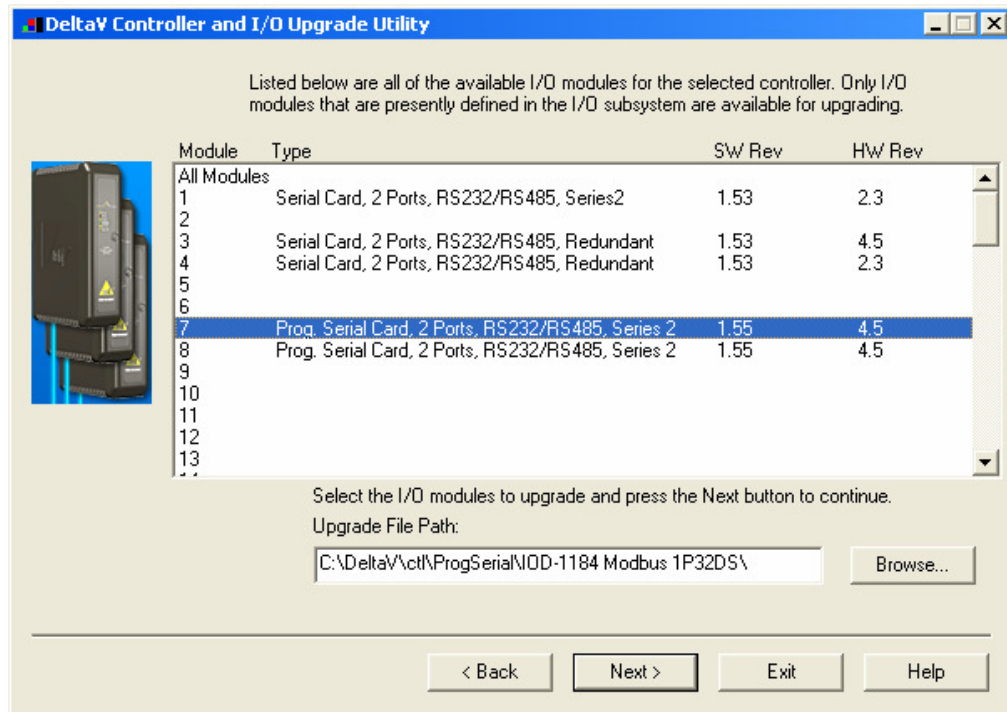 DeltaV Controller and I/O Upgrade Utility
Listed below are all of the available I/O modules for the selected controller. Only I/O
modules that are presently defined in the I/O subsystem are available for upgrading.
Module Type SW Rev HW Rev
All Modules
1 Serial Card, 2 Ports, RS232/RS485, Series2 1.53 2.3
2
3 Serial Card, 2 Ports, RS232/RS485, Redundant 1.53 4.5
4 Serial Card, 2 Ports, RS232/RS485, Redundant 1.53 2.3
5
6
7 Prog. Serial Card, 2 Ports, RS232/RS485, Series 2 1.55 4.5
8 Prog. Serial Card, 2 Ports, RS232/RS485, Series 2 1.55 4.5
9
10
11
12
13
Select the I/O modules to upgrade and press the Next button to continue.
Upgrade File Path:
C:\DeltaV\ctl\ProgSerial\IOD-1184 Modbus 1P32DS\
Browse...
< Back Next > Exit Help